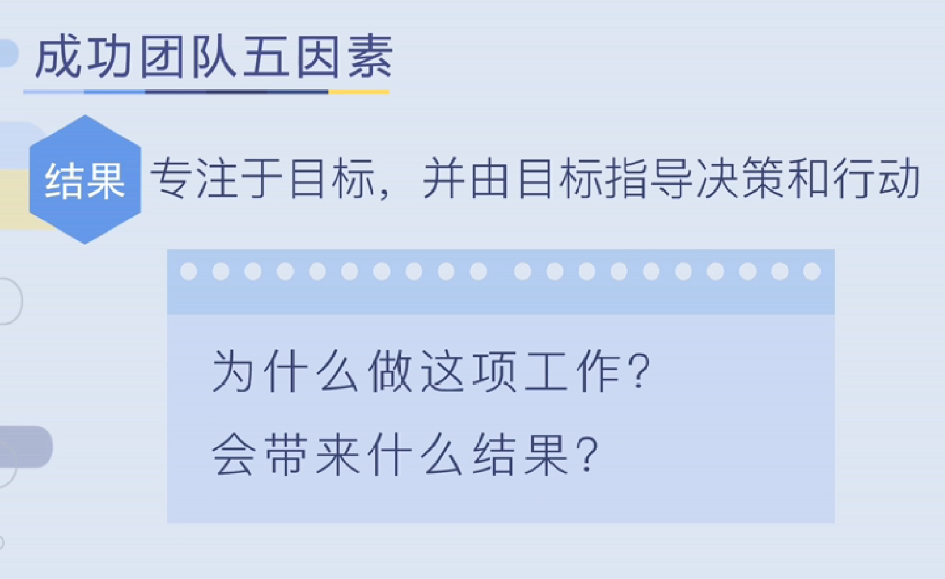 成功团队五因素
结果 专注于目标，并由目标指导决策和行动
为什么做这项工作？
会带来什么结果？